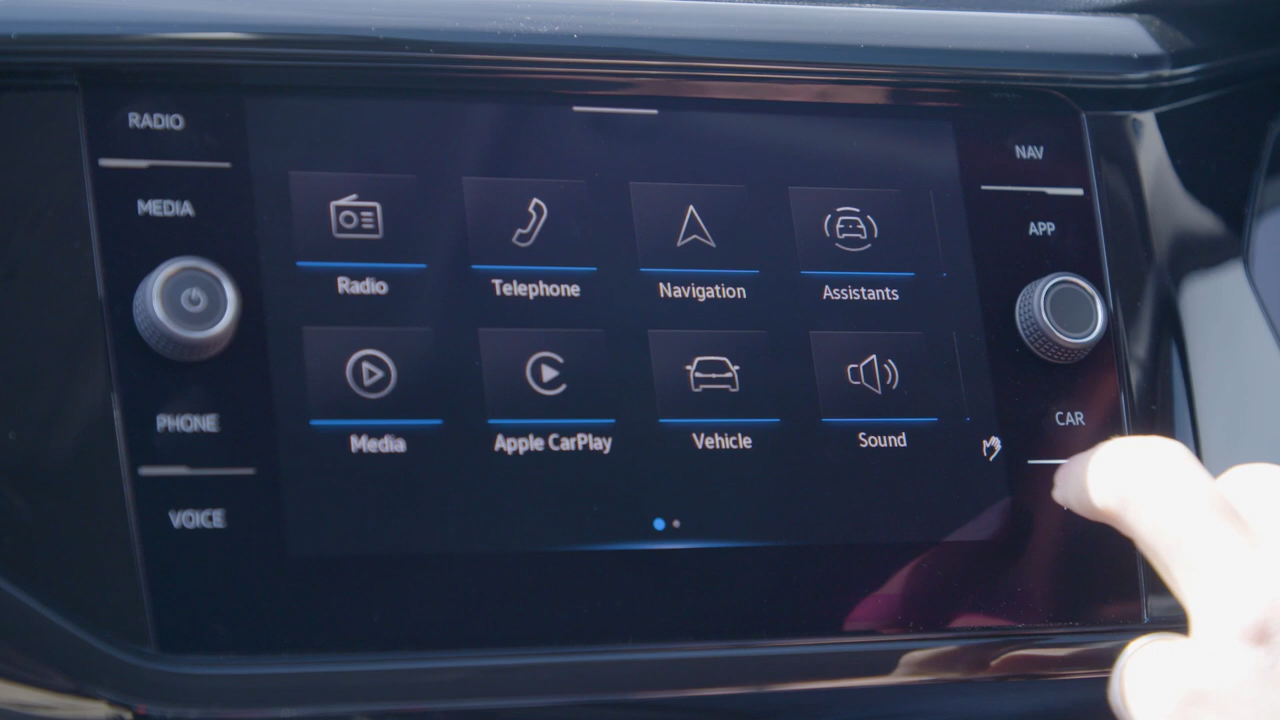 RADIO
MEDIA
PHONE
VOICE
Radio
Telephone
Navigation
Assistants
Media
Apple CarPlay
Vehicle
Sound
NAV
APP
CAR